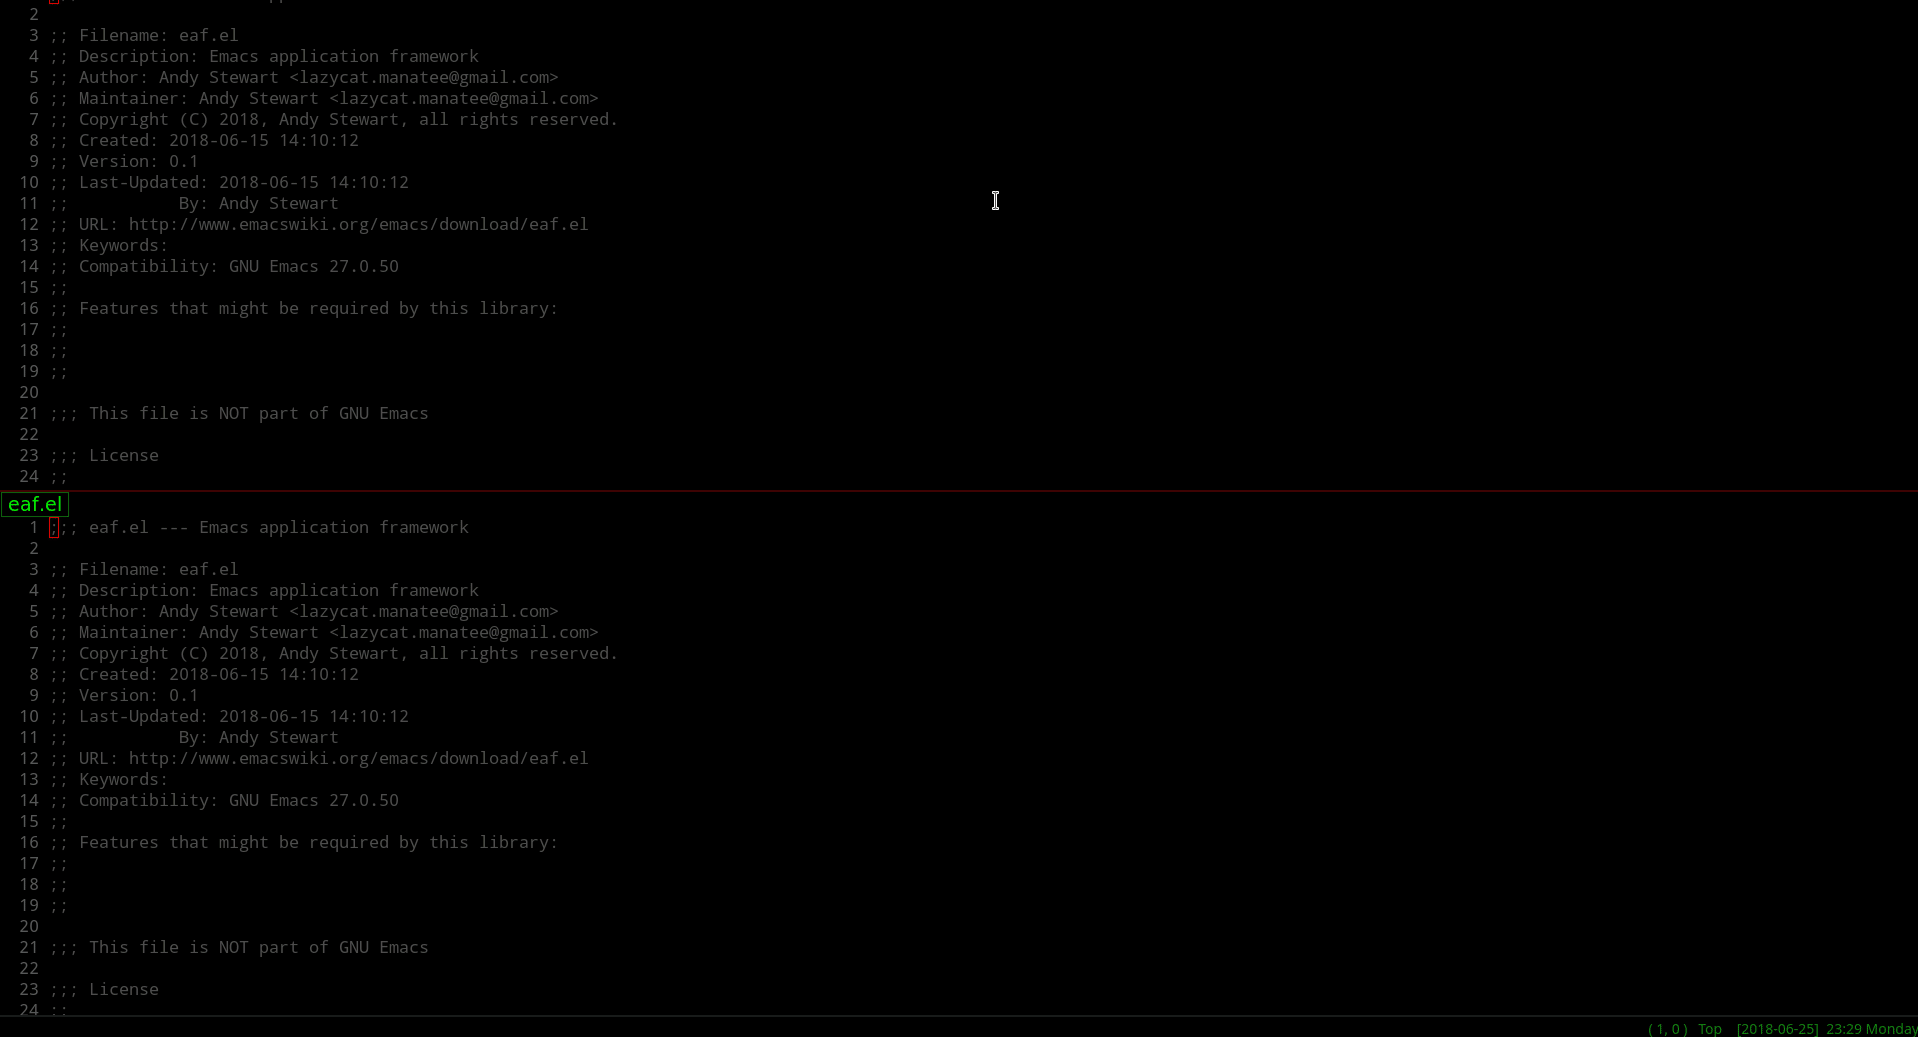 2
3 ;; Filename: eaf.el
4 ;; Description: Emacs application framework
5 ;; Author: Andy Stewart <lazycat.manatee@gmail.com>
6 ;; Maintainer: Andy Stewart <lazycat.manatee@gmail.com>
7 ;; Copyright (C) 2018, Andy Stewart, all rights reserved.
8 ;; Created: 2018-06-15 14:10:12
9 ;; Version: 0.1
10 ;; Last-Updated: 2018-06-15 14:10:12
11 ;;           By: Andy Stewart
12 ;; URL: http://www.emacswiki.org/emacs/download/eaf.el
13 ;; Keywords:
14 ;; Compatibility: GNU Emacs 27.0.50
15 ;;
16 ;; Features that might be required by this library:
17 ;;
18 ;;
19 ;;
20
21 ;;; This file is NOT part of GNU Emacs
22
23 ;;; License
24 ;;
eaf.el
1 ;;; eaf.el --- Emacs application framework
2
3 ;; Filename: eaf.el
4 ;; Description: Emacs application framework
5 ;; Author: Andy Stewart <lazycat.manatee@gmail.com>
6 ;; Maintainer: Andy Stewart <lazycat.manatee@gmail.com>
7 ;; Copyright (C) 2018, Andy Stewart, all rights reserved.
8 ;; Created: 2018-06-15 14:10:12
9 ;; Version: 0.1
10 ;; Last-Updated: 2018-06-15 14:10:12
11 ;;           By: Andy Stewart
12 ;; URL: http://www.emacswiki.org/emacs/download/eaf.el
13 ;; Keywords:
14 ;; Compatibility: GNU Emacs 27.0.50
15 ;;
16 ;; Features that might be required by this library:
17 ;;
18 ;;
19 ;;
20
21 ;;; This file is NOT part of GNU Emacs
22
23 ;;; License
24 ;;
( 1, 0 ) Top [2018-06-25] 23:29 Monday